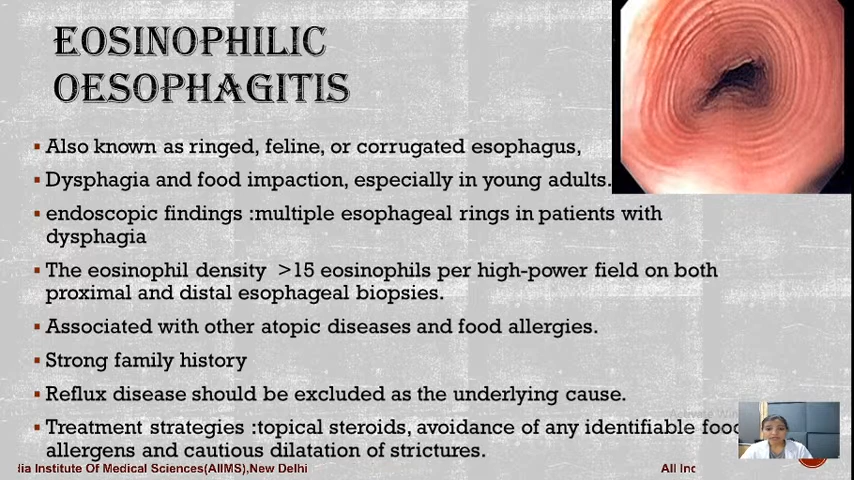 EOSINOPHILIC
OESOPHAGITIS
Also known as ringed, feline, or corrugated esophagus,
Dysphagia and food impaction, especially in young adults.
endoscopic findings :multiple esophageal rings in patients with
dysphagia
The eosinophil density >15 eosinophils per high-power field on both
proximal and distal esophageal biopsies.
Associated with other atopic diseases and food allergies.
Strong family history
Reflux disease should be excluded as the underlying cause.
Activate Win
Treatment strategies :topical steroids, avoidance of any identifiable food
allergens and cautious dilatation of strictures.
dia Institute Of Medical Sciences(AIIMS),New Delhi
All Inc